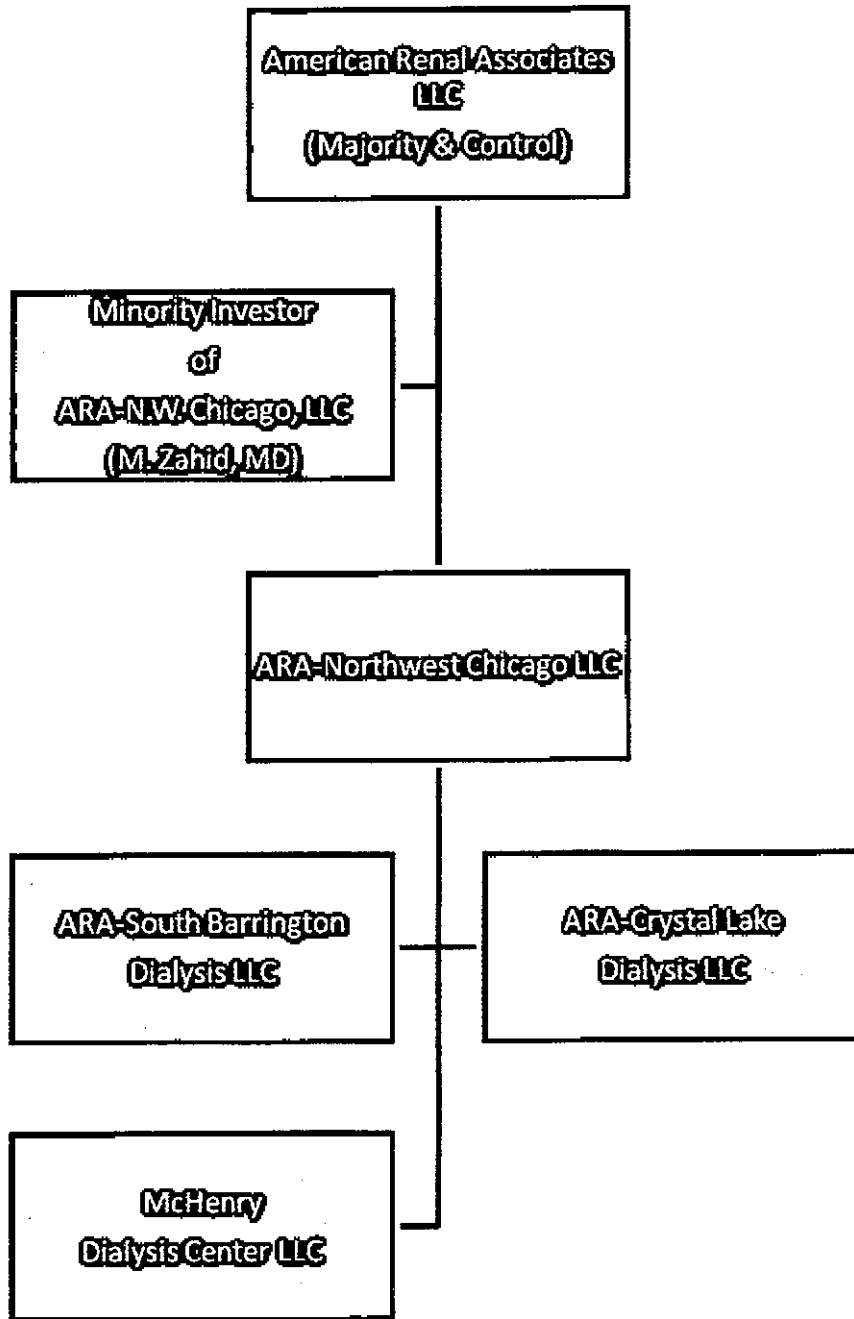 American Renal Associates
LLC
(Majority & Control)
Minority Investor
of
ARA-N.W. Chicago, LLC
(M. Zahid, MD)
ARA-Northwest Chicago LLC
ARA-South Barrington
Dialysis LLC
ARA-Crystal Lake
Dialysis LLC
McHenry
Dialysis Center LLC